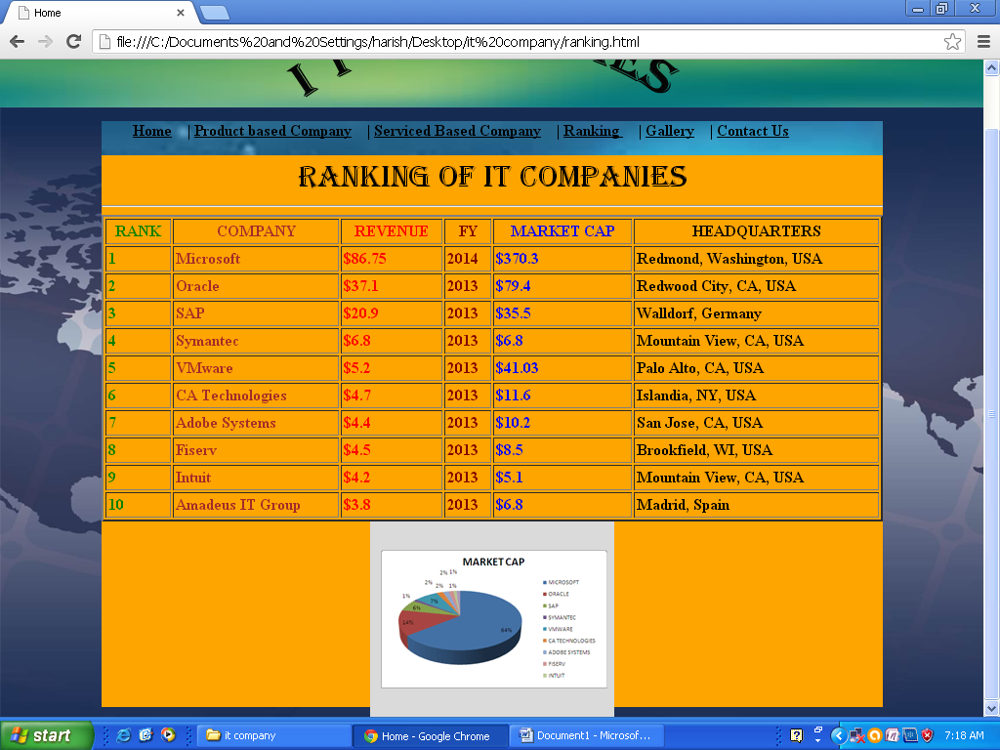 Home
file:///C:/Documents%20and%20Settings/harish/Desktop/it%20company/ranking.html
Home | Product based Company | Serviced Based Company | Ranking | Gallery | Contact Us
RANKING OF IT COMPANIES
RANK COMPANY REVENUE FY MARKET CAP HEADQUARTERS
1 Microsoft $86.75 2014 $370.3 Redmond, Washington, USA
2 Oracle $37.1 2013 $79.4 Redwood City, CA, USA
3 SAP $20.9 2013 $35.5 Walldorf, Germany
4 Symantec $6.8 2013 $6.8 Mountain View, CA, USA
5 VMware $5.2 2013 $41.03 Palo Alto, CA, USA
6 CA Technologies $4.7 2013 $11.6 Islandia, NY, USA
7 Adobe Systems $4.4 2013 $10.2 San Jose, CA, USA
8 Fiserv $4.5 2013 $8.5 Brookfield, WI, USA
9 Intuit $4.2 2013 $5.1 Mountain View, CA, USA
10 Amadeus IT Group $3.8 2013 $6.8 Madrid, Spain
MARKET CAP
2% 1%
2% 2% 1%
1% 7%
6%
14%
64%
MICROSOFT
ORACLE
SAP
SYMANTEC
VMWARE
CA TECHNOLOGIES
ADOBE SYSTEMS
FISERV
INTUIT
start it company Home - Google Chrome Document1 - Microsof... 7:18 AM